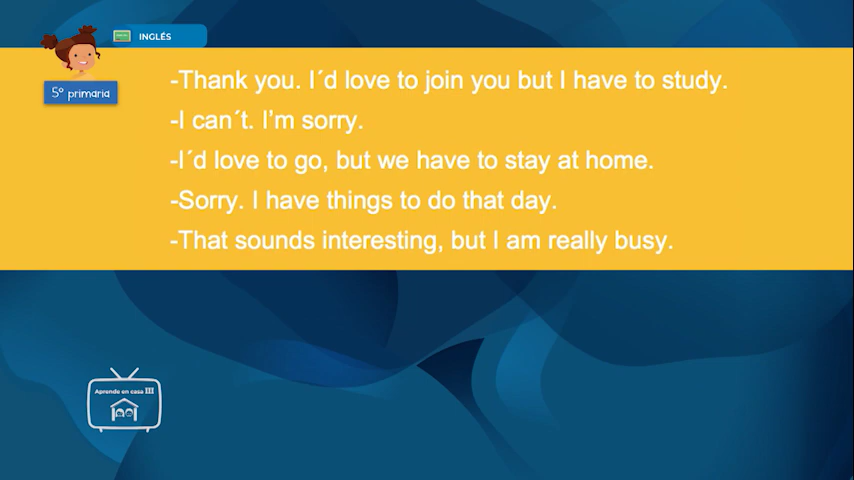 INGLÉS
5º primaria
-Thank you. I´d love to join you but I have to study.
-I can´t. I’m sorry.
-I´d love to go, but we have to stay at home.
-Sorry. I have things to do that day.
-That sounds interesting, but I am really busy.
Aprende en casa III